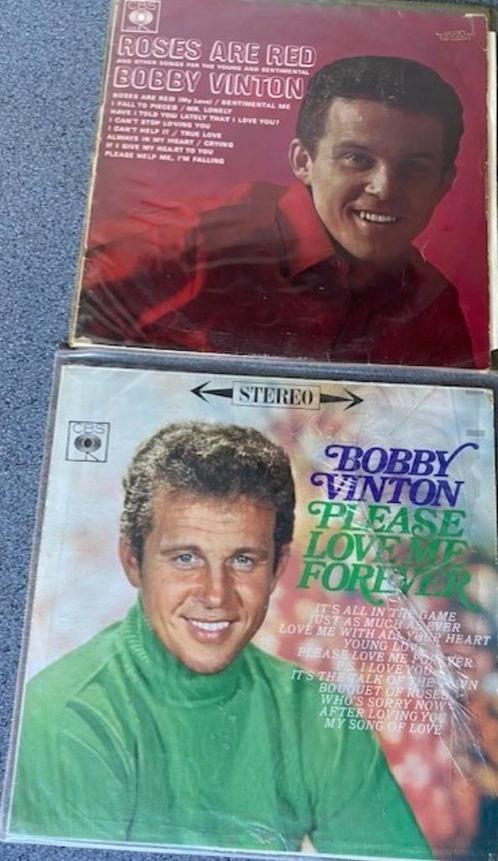 CBS
ROSES ARE RED
AND OTHER SONGS FOR THE YOUNG AND SENTIMENTAL
BOBBY VINTON
ROSES ARE RED (My Love) / SENTIMENTAL ME
I FALL TO PIECES / MR. LONELY
HAVE I TOLD YOU LATELY THAT I LOVE YOU?
I CAN'T STOP LOVING YOU
I CAN'T HELP IT / TRUE LOVE
ALWAYS IN MY HEART / CRYING
IF I GIVE MY HEART TO YOU
PLEASE HELP ME, I'M FALLING
STEREO
CBS
BOBBY
VINTON
PLEASE
LOVE ME
FOREVER
IT'S ALL IN THE GAME
JUST AS MUCH AS EVER
LOVE ME WITH ALL YOUR HEART
YOUNG LOVE
PLEASE LOVE ME FOREVER
P.S. I LOVE YOU
IT'S THE TALK OF THE TOWN
BOUQUET OF ROSES
WHO'S SORRY NOW
AFTER LOVING YOU
MY SONG OF LOVE